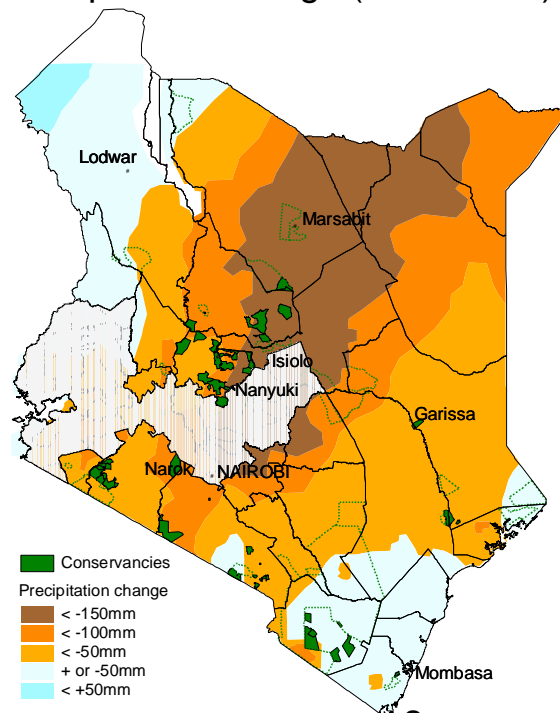 Lodwar
Marsabit
Isiolo
Nanyuki
Garissa
Narok
NAIROBI
Conservancies
Precipitation change
< -150mm
< -100mm
< -50mm
+ or -50mm
< +50mm
Mombasa